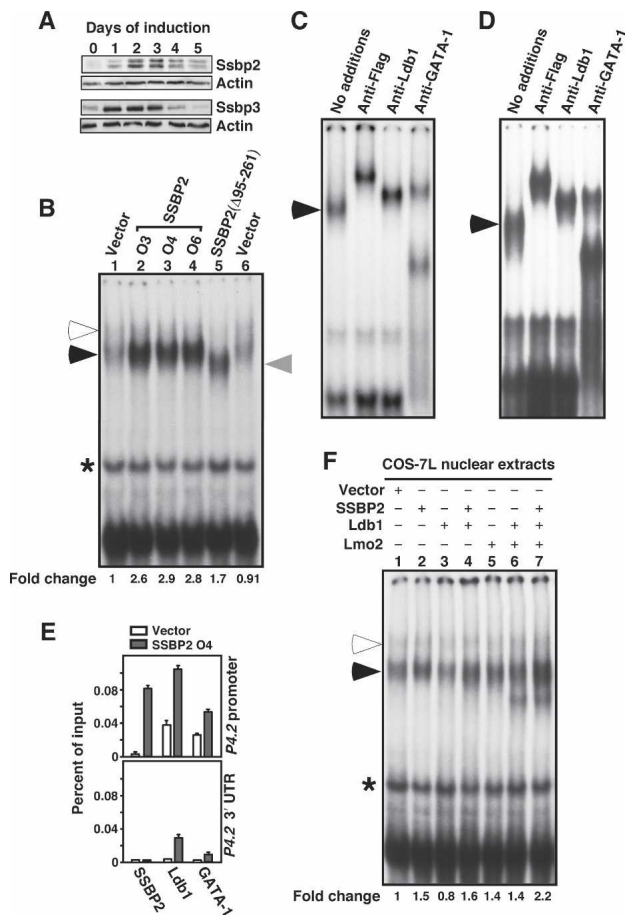 A
Days of induction
0 1 2 3 4 5
Ssbp2
Actin
Ssbp3
Actin
B
Vector
SSBP2
O3
O4
O6
SSBP2(Δ95-261)
Vector
1 2 3 4 5 6
*
Fold change 1 2.6 2.9 2.8 1.7 0.91
C
No additions
Anti-Flag
Anti-Ldb1
Anti-GATA-1
D
No additions
Anti-Flag
Anti-Ldb1
Anti-GATA-1
E
Vector
SSBP2 O4
Percent of input
0.08
0.04
0
P4.2 promoter
0.08
0.04
0
P4.2 3' UTR
SSBP2
Ldb1
GATA-1
F
COS-7L nuclear extracts
Vector + – – – – – –
SSBP2 – + – + – – +
Ldb1 – – + + – + +
Lmo2 – – – – + + +
1 2 3 4 5 6 7
*
Fold change 1 1.5 0.8 1.6 1.4 1.4 2.2